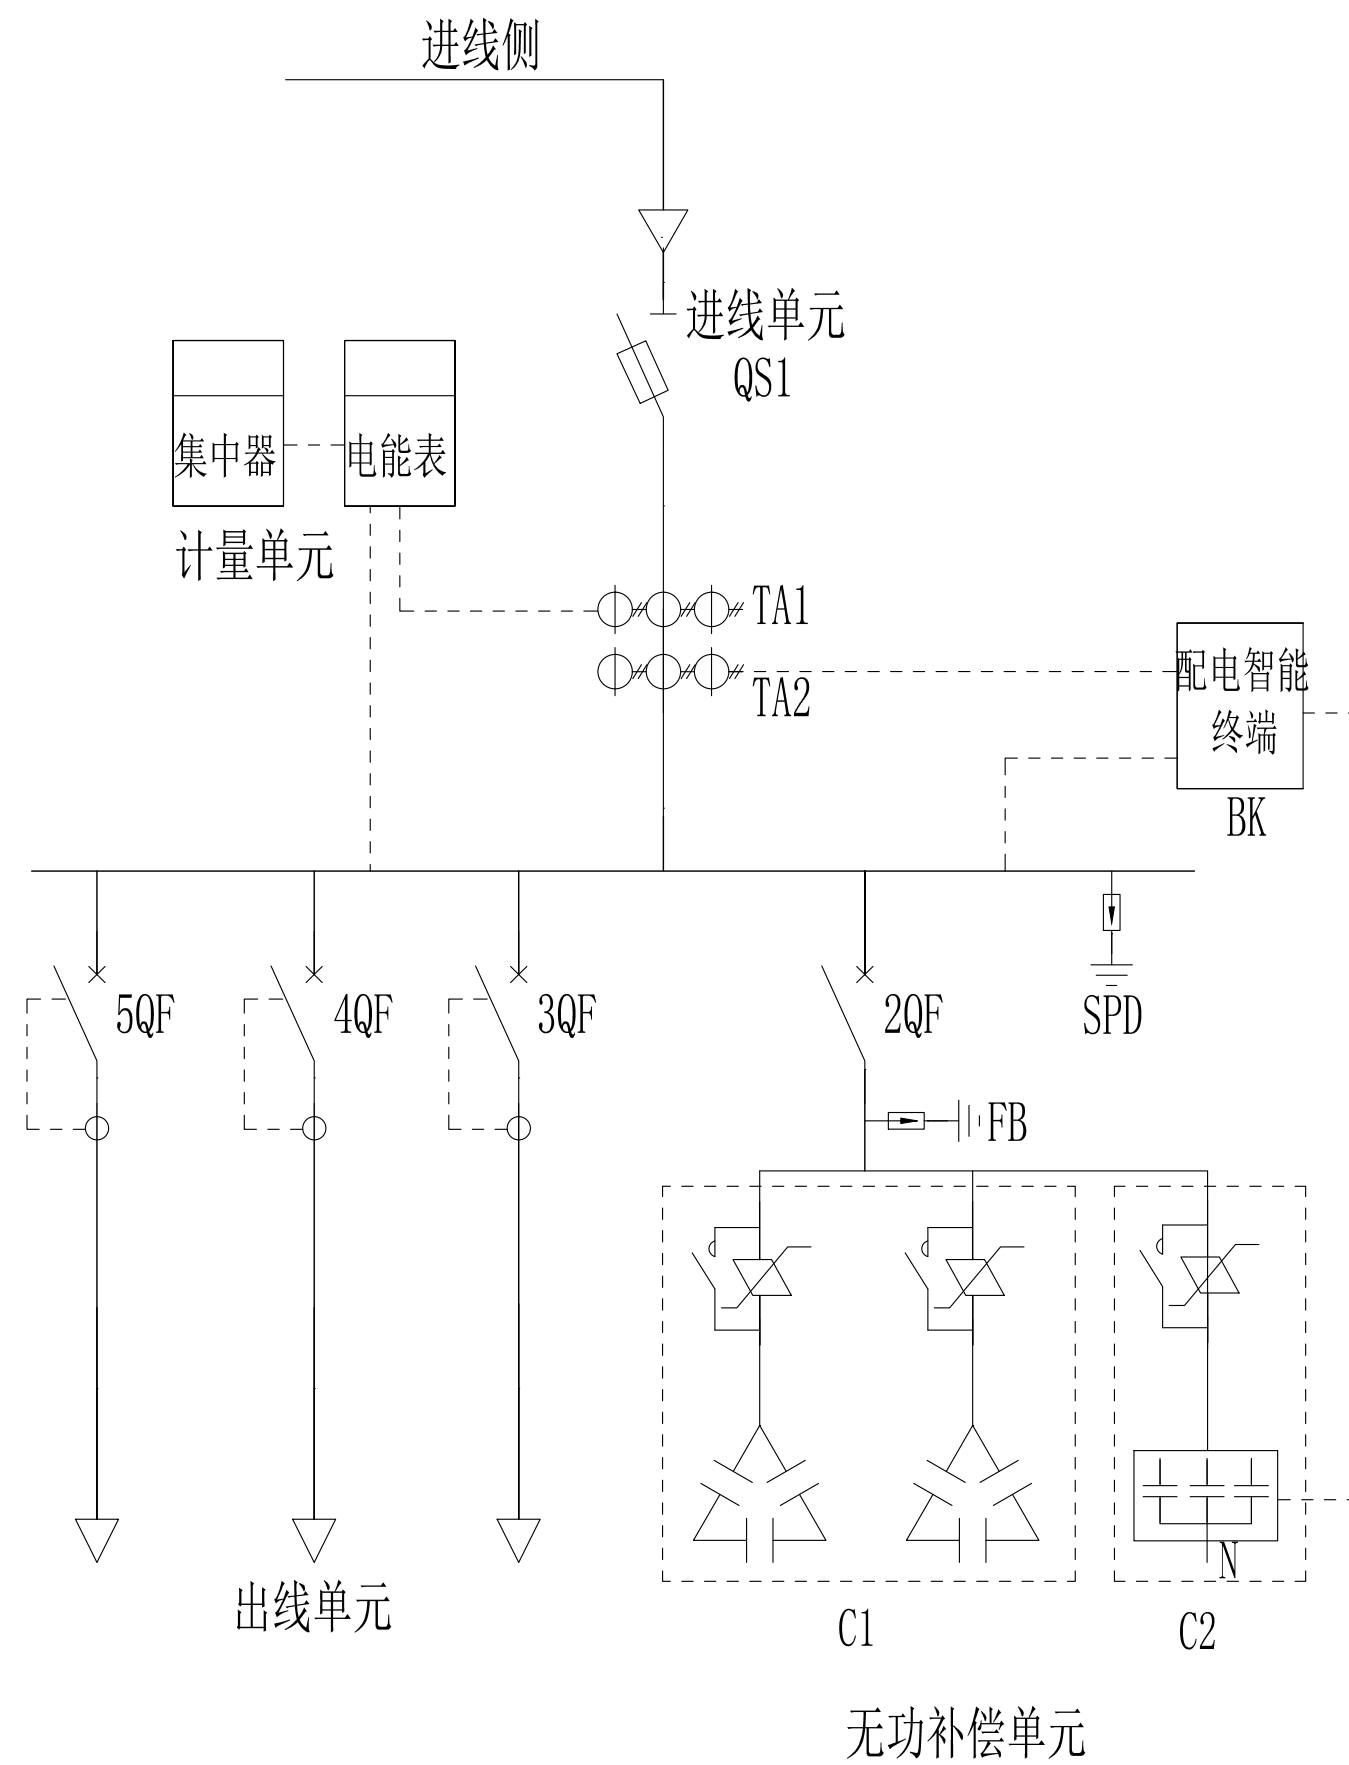 进线侧
进线单元
QS1
集中器
电能表
计量单元
TA1
TA2
配电智能
终端
BK
5QF
4QF
3QF
2QF
SPD
FB
N
出线单元
C1
C2
无功补偿单元